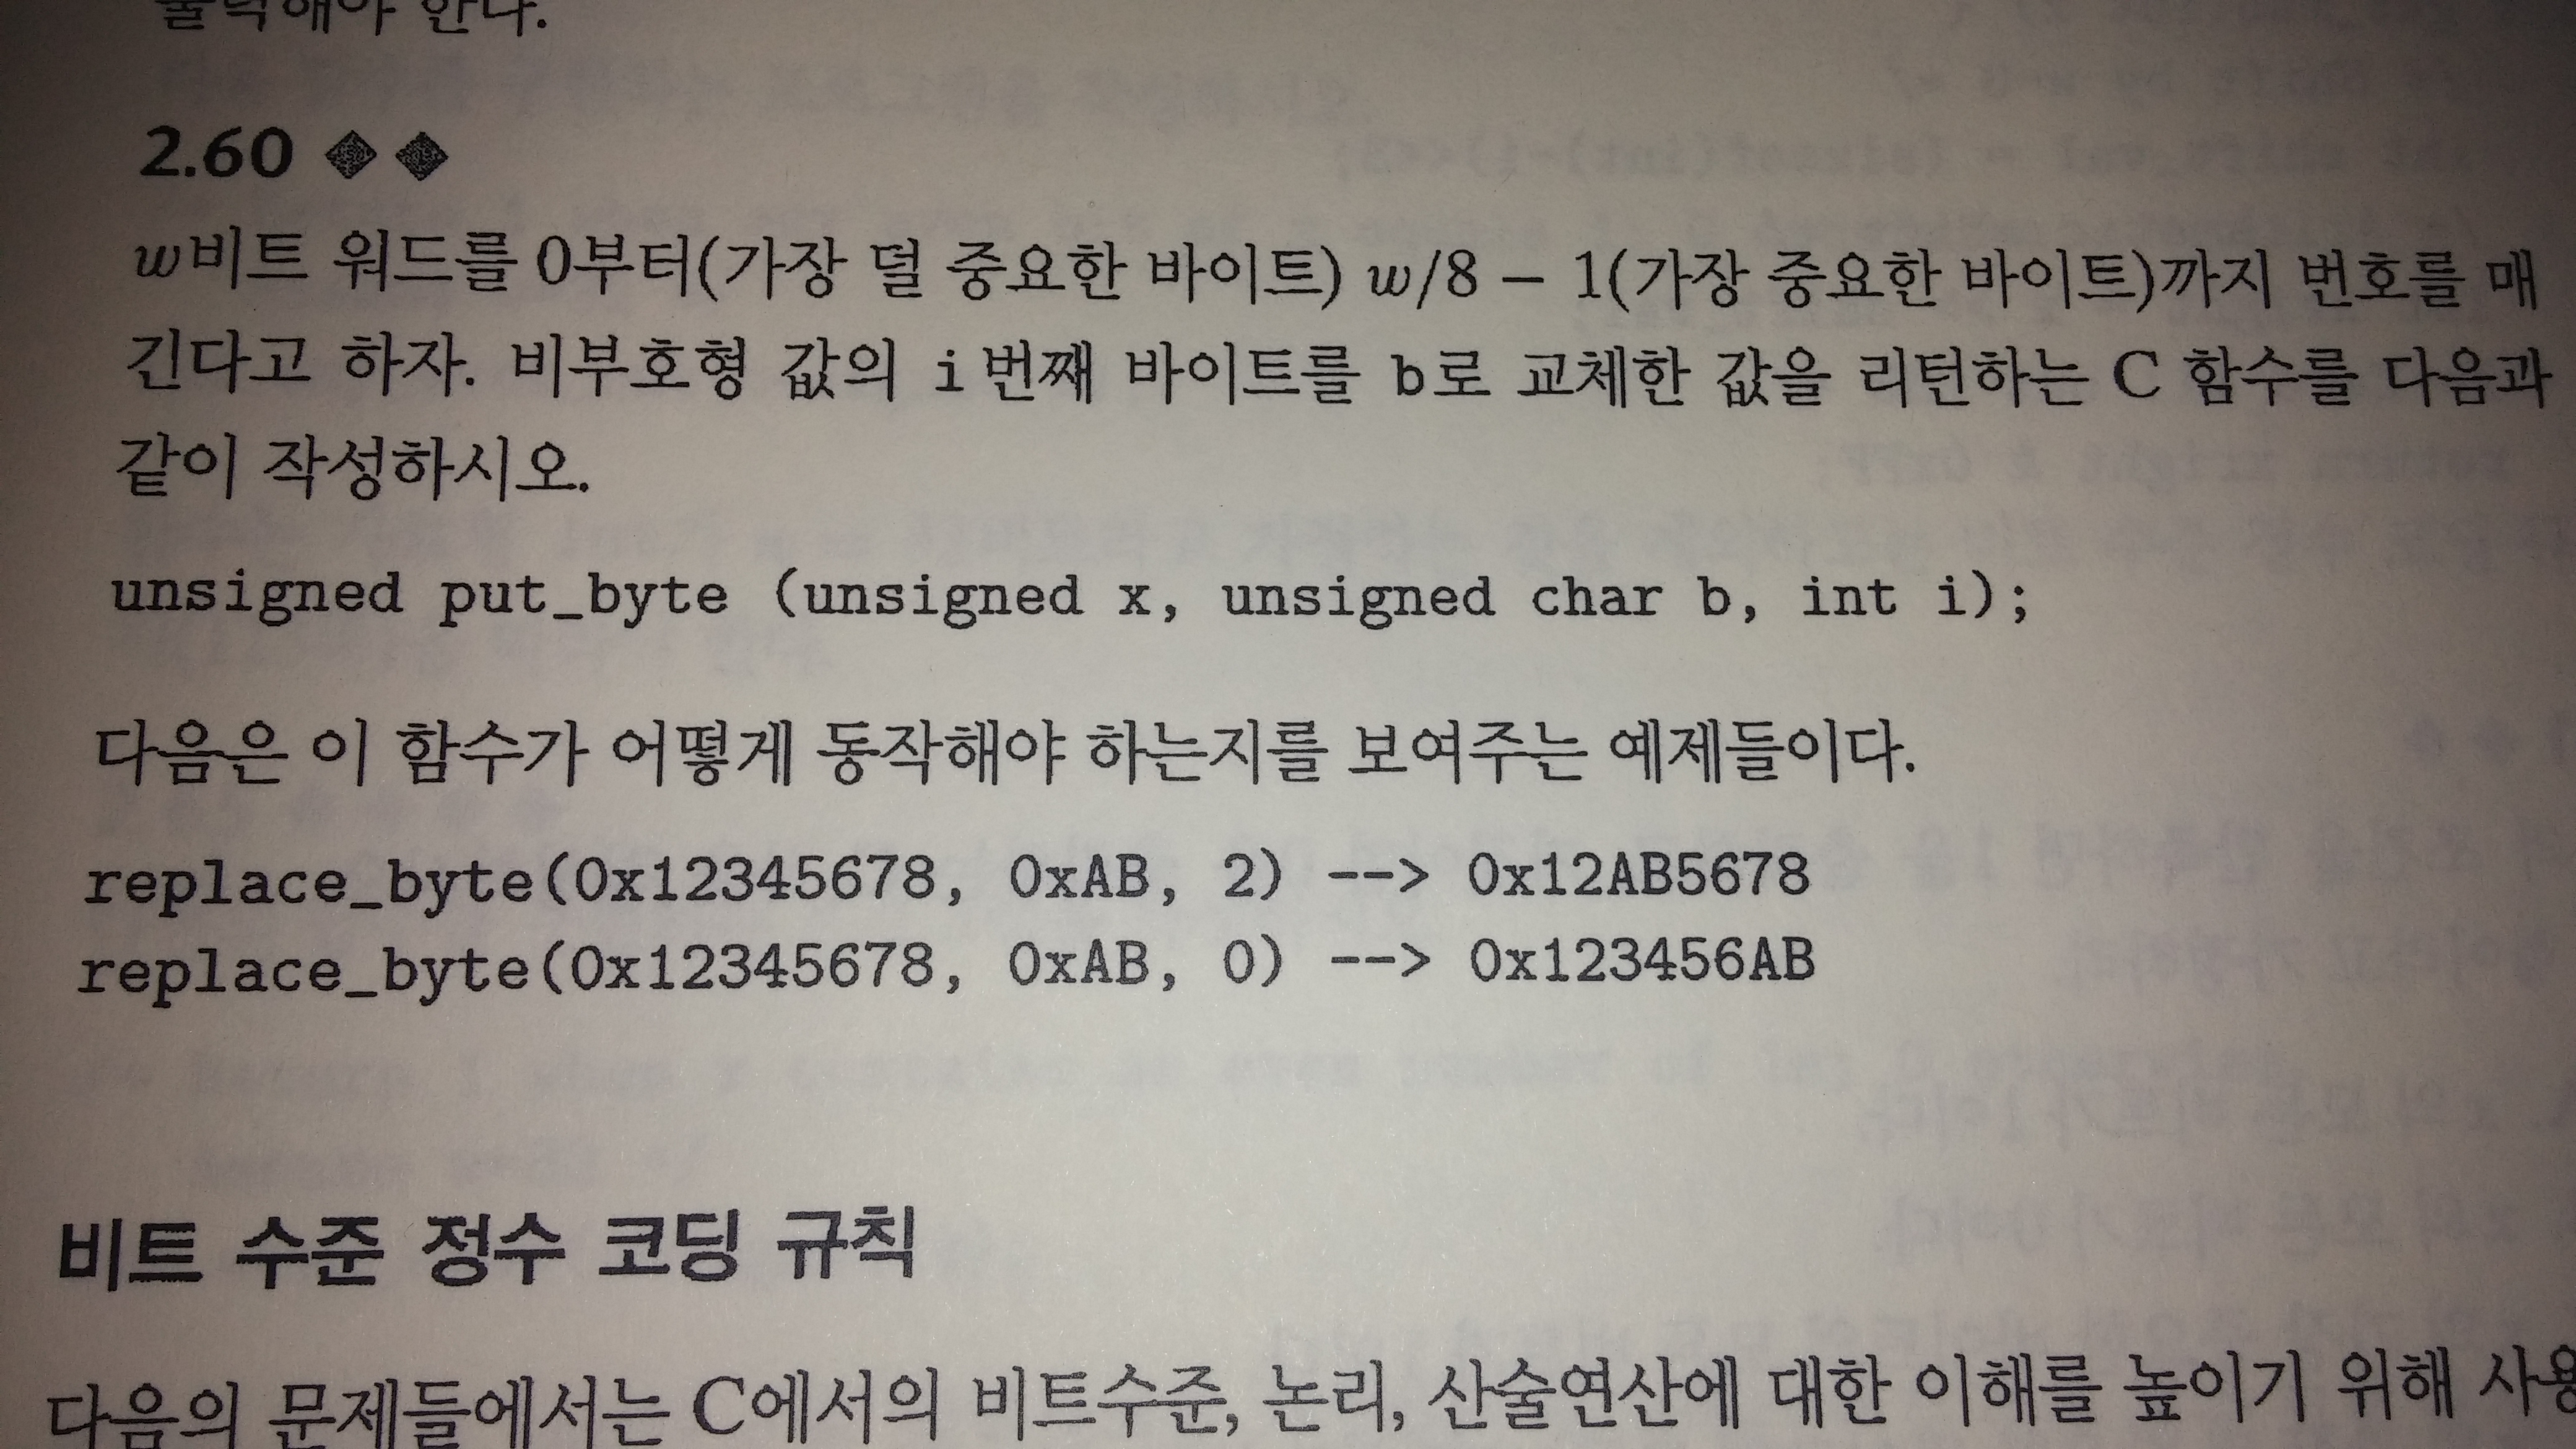 출력해야 한다.
2.60 ◆◆
w비트 워드를 0부터(가장 덜 중요한 바이트) w/8 − 1(가장 중요한 바이트)까지 번호를 매
긴다고 하자. 비부호형 값의 i번째 바이트를 b로 교체한 값을 리턴하는 C 함수를 다음과
같이 작성하시오.
unsigned put_byte (unsigned x, unsigned char b, int i);
다음은 이 함수가 어떻게 동작해야 하는지를 보여주는 예제들이다.
replace_byte(0x12345678, 0xAB, 2) --> 0x12AB5678
replace_byte(0x12345678, 0xAB, 0) --> 0x123456AB
비트 수준 정수 코딩 규칙
다음의 문제들에서는 C에서의 비트수준, 논리, 산술연산에 대한 이해를 높이기 위해 사용